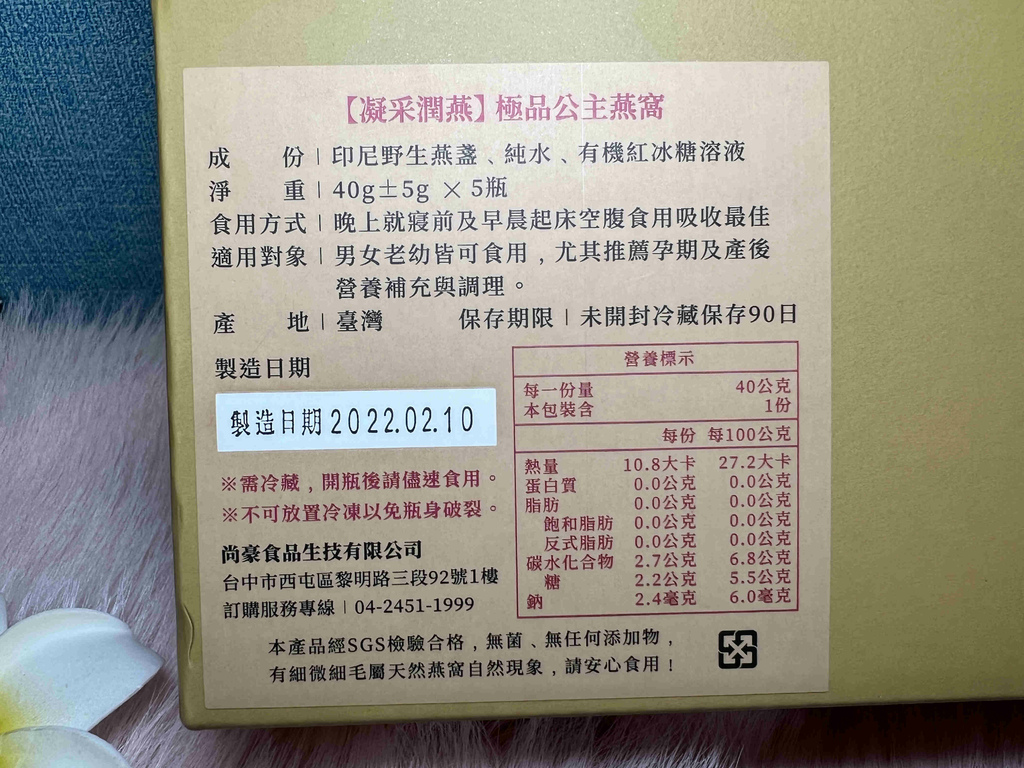 【凝采潤燕】極品公主燕窩
成份|印尼野生燕盞、純水、有機紅冰糖溶液
淨重|40g±5g × 5瓶
食用方式|晚上就寢前及早晨起床空腹食用吸收最佳
適用對象|男女老幼皆可食用,尤其推薦孕期及產後
營養補充與調理。
產地|臺灣 保存期限|未開封冷藏保存90日
製造日期
製造日期2022.02.10
※需冷藏,開瓶後請儘速食用。
※不可放置冷凍以免瓶身破裂。
尚豪食品生技有限公司
台中市西屯區黎明路三段92號1樓
訂購服務專線|04-2451-1999
營養標示
每一份量 40公克
本包裝含 1份
每份 每100公克
熱量 10.8大卡 27.2大卡
蛋白質 0.0公克 0.0公克
脂肪 0.0公克 0.0公克
飽和脂肪 0.0公克 0.0公克
反式脂肪 0.0公克 0.0公克
碳水化合物 2.7公克 6.8公克
糖 2.2公克 5.5公克
鈉 2.4毫克 6.0毫克
本產品經SGS檢驗合格,無菌、無任何添加物,
有細微細毛屬天然燕窩自然現象,請安心食用!